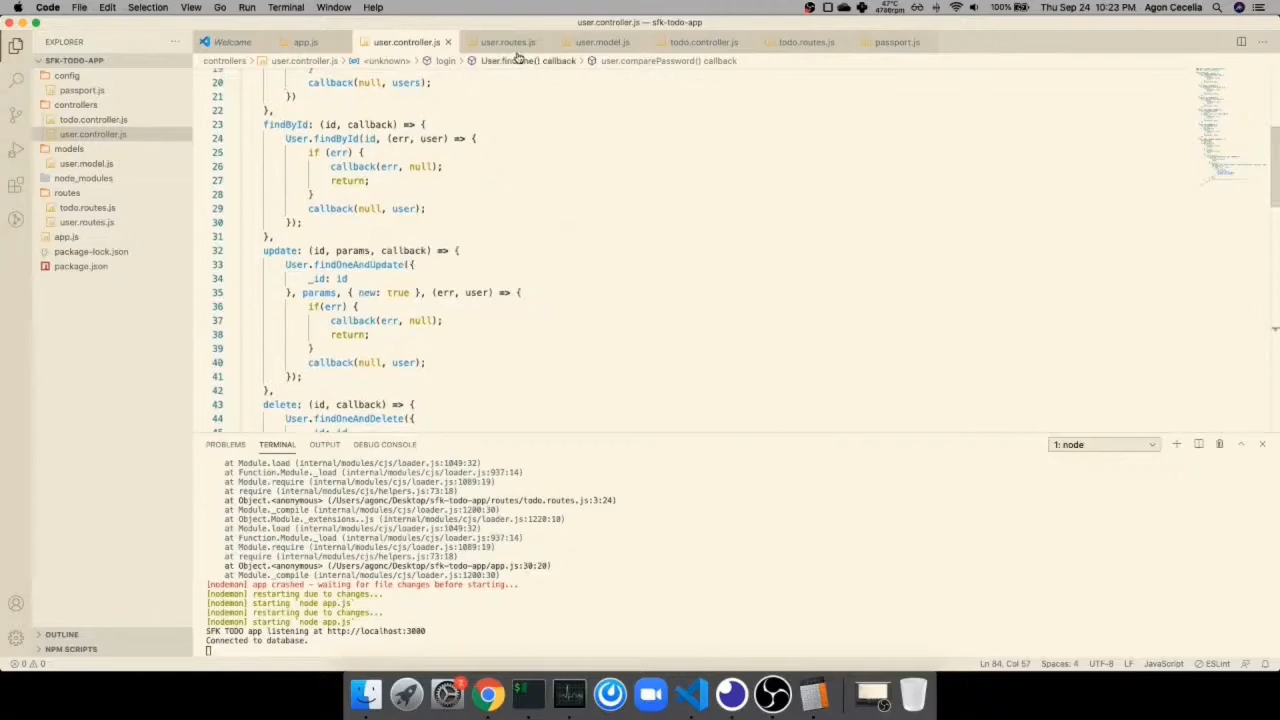 Code File Edit Selection View Go Run Terminal Window Help 47°C 4780rpm 100% Thu Sep 24 10:23 PM Agon Cecelia
user.controller.js — sfk-todo-app
EXPLORER ...
Welcome app.js user.controller.js × user.routes.js user.model.js todo.controller.js todo.routes.js passport.js
controllers > user.controller.js > <unknown> > login > User.findOne() callback > user.comparePassword() callback
SFK-TODO-APP
config
passport.js
controllers
todo.controller.js
user.controller.js
models
user.model.js
node_modules
routes
todo.routes.js
user.routes.js
app.js
package-lock.json
package.json
OUTLINE
NPM SCRIPTS
19 }
20 callback(null, users);
21 })
22 },
23 findById: (id, callback) => {
24 User.findById(id, (err, user) => {
25 if (err) {
26 callback(err, null);
27 return;
28 }
29 callback(null, user);
30 });
31 },
32 update: (id, params, callback) => {
33 User.findOneAndUpdate({
34 _id: id
35 }, params, { new: true }, (err, user) => {
36 if(err) {
37 callback(err, null);
38 return;
39 }
40 callback(null, user);
41 });
42 },
43 delete: (id, callback) => {
44 User.findOneAndDelete({
45 _id: id
PROBLEMS TERMINAL OUTPUT DEBUG CONSOLE 1: node
at Module.load (internal/modules/cjs/loader.js:1049:32)
at Function.Module._load (internal/modules/cjs/loader.js:937:14)
at Module.require (internal/modules/cjs/loader.js:1089:19)
at require (internal/modules/cjs/helpers.js:73:18)
at Object.<anonymous> (/Users/agonc/Desktop/sfk-todo-app/routes/todo.routes.js:3:24)
at Module._compile (internal/modules/cjs/loader.js:1200:30)
at Object.Module._extensions..js (internal/modules/cjs/loader.js:1220:10)
at Module.load (internal/modules/cjs/loader.js:1049:32)
at Function.Module._load (internal/modules/cjs/loader.js:937:14)
at Module.require (internal/modules/cjs/loader.js:1089:19)
at require (internal/modules/cjs/helpers.js:73:18)
at Object.<anonymous> (/Users/agonc/Desktop/sfk-todo-app/app.js:30:20)
at Module._compile (internal/modules/cjs/loader.js:1200:30)
[nodemon] app crashed - waiting for file changes before starting...
[nodemon] restarting due to changes...
[nodemon] starting `node app.js`
[nodemon] restarting due to changes...
[nodemon] starting `node app.js`
SFK TODO app listening at http://localhost:3000
Connected to database.
0 0 Ln 84, Col 57 Spaces: 4 UTF-8 LF JavaScript ESLint